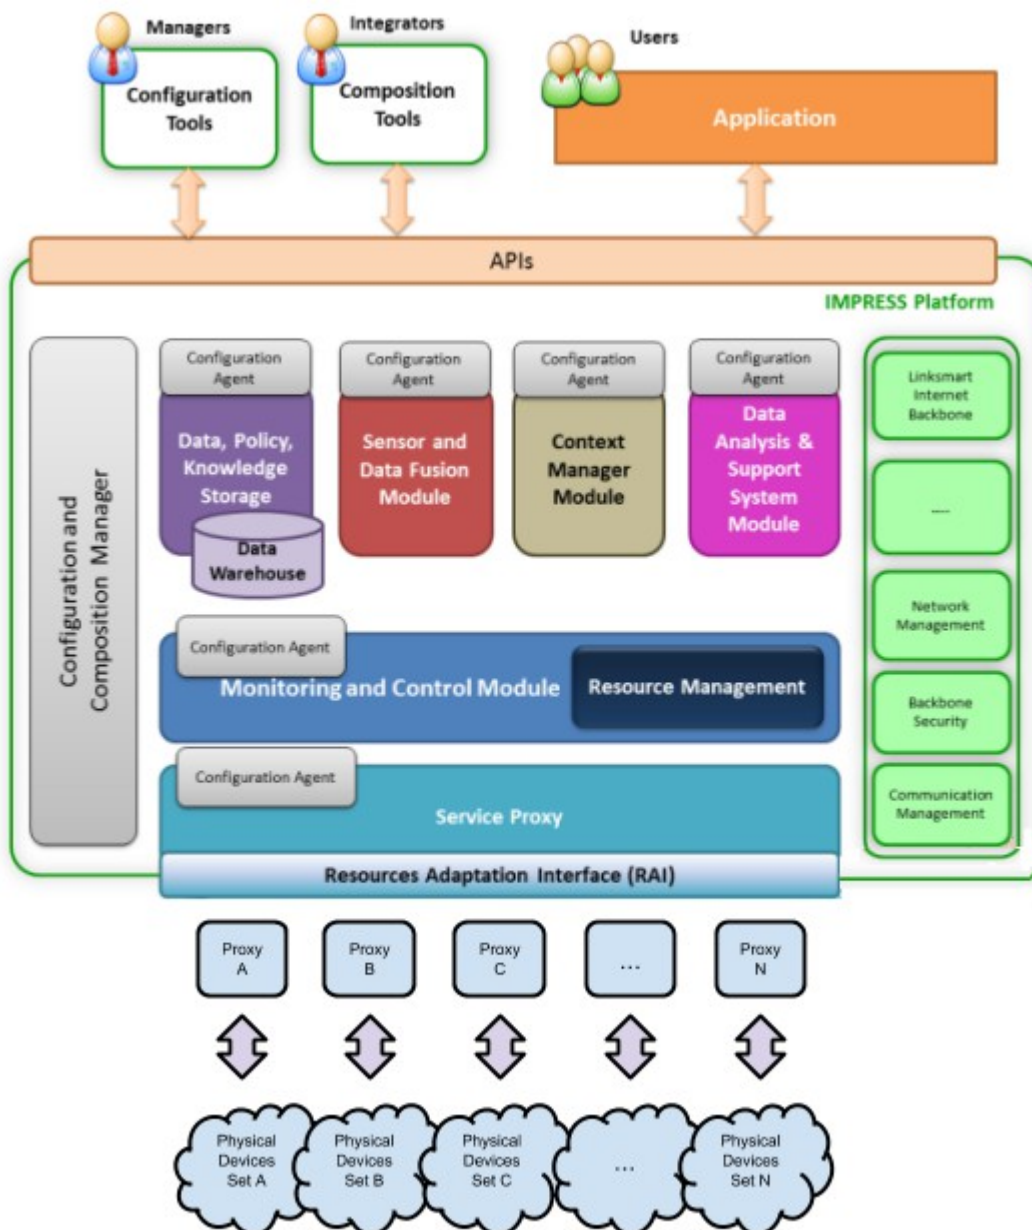 Managers
Integrators
Users
Configuration
Tools
Composition
Tools
Application
APIs
IMPRESS Platform
Configuration and
Composition Manager
Configuration
Agent
Data, Policy,
Knowledge
Storage
Data
Warehouse
Configuration
Agent
Sensor and
Data Fusion
Module
Configuration
Agent
Context
Manager
Module
Configuration
Agent
Data
Analysis &
Support
System
Module
Linksmart
Internet
Backbone
.....
Network
Management
Backbone
Security
Communication
Management
Configuration Agent
Monitoring and Control Module
Resource Management
Configuration Agent
Service Proxy
Resources Adaptation Interface (RAI)
Proxy
A
Proxy
B
Proxy
C
...
Proxy
N
Physical
Devices
Set A
Physical
Devices
Set B
Physical
Devices
Set C
...
Physical
Devices
Set N